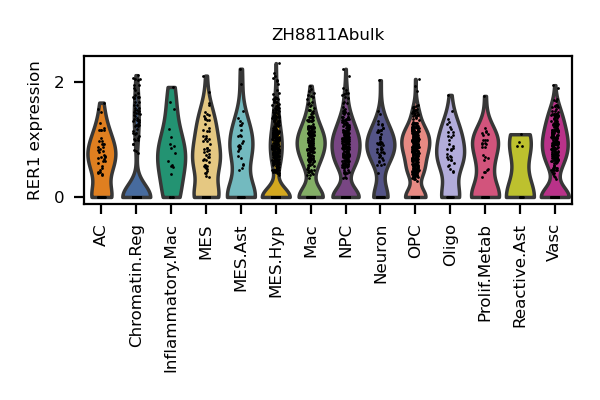 ZH8811Abulk
RER1 expression
2
0
AC
Chromatin.Reg
Inflammatory.Mac
MES
MES.Ast
MES.Hyp
Mac
NPC
Neuron
OPC
Oligo
Prolif.Metab
Reactive.Ast
Vasc